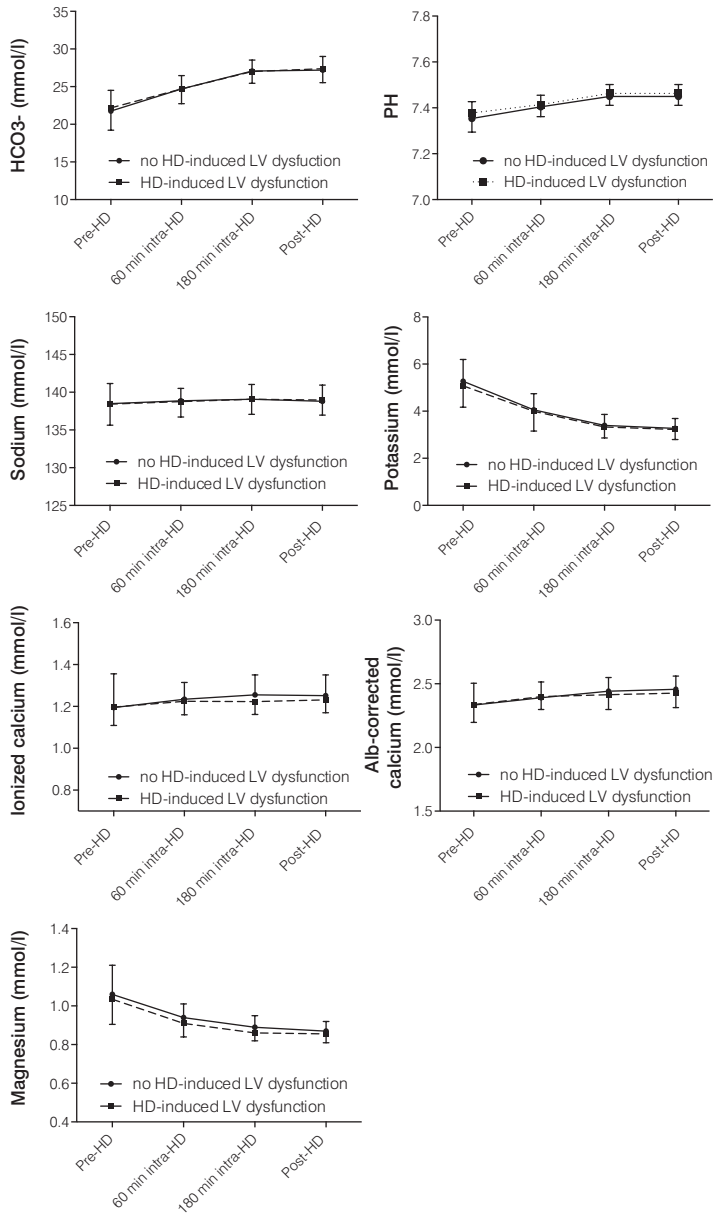 HCO3- (mmol/l)
35
30
25
20
15
10
no HD-induced LV dysfuction
HD-induced LV dysfunction
Pre-HD
60 min intra-HD
180 min intra-HD
Post-HD
PH
7.8
7.6
7.4
7.2
7.0
no HD-induced LV dysfunction
HD-induced LV dysfunction
Pre-HD
60 min intra-HD
180 min intra-HD
Post-HD
Sodium (mmol/l)
150
145
140
135
130
125
no HD-induced LV dysfunction
HD-induced LV dysfunction
Pre-HD
60 min intra-HD
180 min intra-HD
Post-HD
Potassium (mmol/l)
8
6
4
2
0
no HD-induced LV dysfunction
HD-induced LV dysfunction
Pre-HD
60 min intra-HD
180 min intra-HD
Post-HD
Ionized calcium (mmol/l)
1.6
1.4
1.2
1.0
0.8
no HD-induced LV dysfunction
HD-induced LV dysfunction
Pre-HD
60 min intra-HD
180 min intra-HD
Post-HD
Alb-corrected
calcium (mmol/l)
3.0
2.5
2.0
1.5
no HD-induced LV dysfunction
HD-induced LV dysfunction
Pre-HD
60 min intra-HD
180 min intra-HD
Post-HD
Magnesium (mmol/l)
1.4
1.2
1.0
0.8
0.6
0.4
no HD-induced LV dysfunction
HD-induced LV dysfunction
Pre-HD
60 min intra-HD
180 min intra-HD
Post-HD